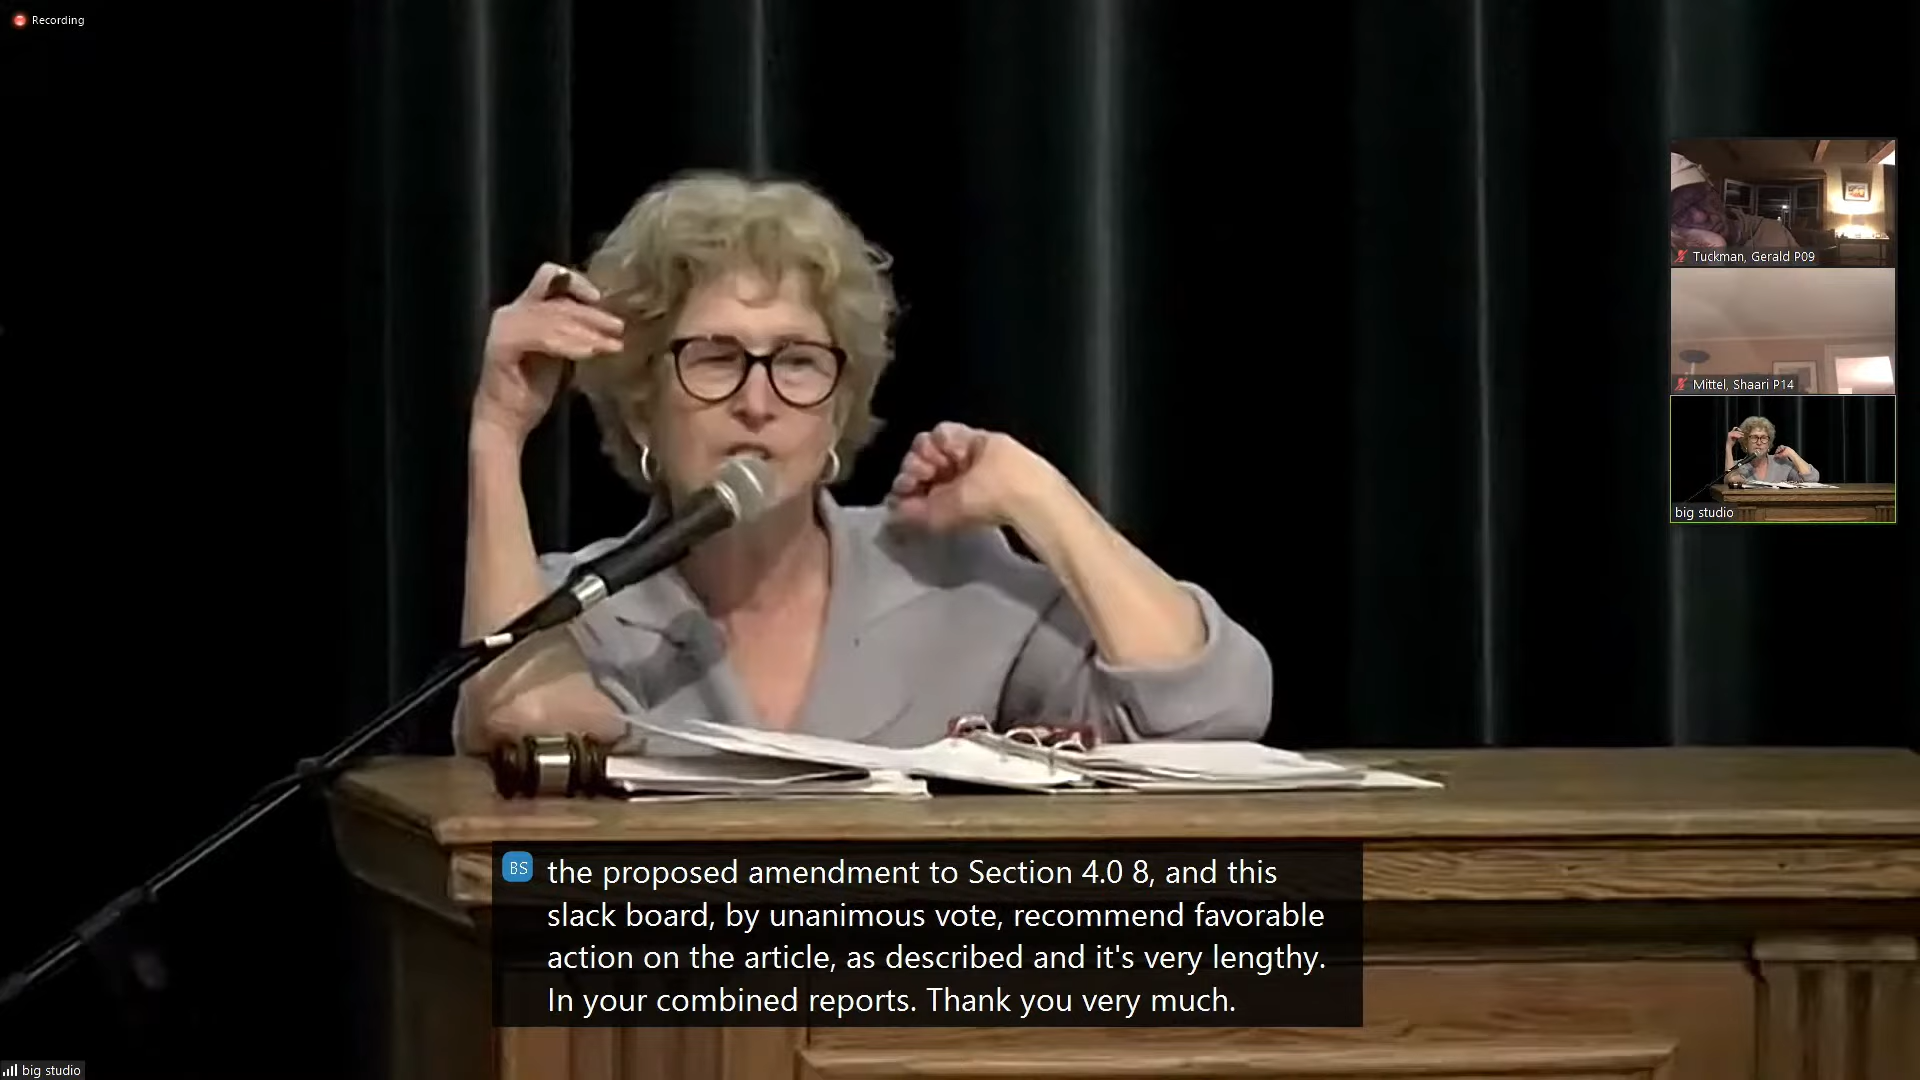 Recording
Tuckman, Gerald P09
Mittel, Shaari P14
big studio
BS
the proposed amendment to Section 4.0 8, and this
slack board, by unanimous vote, recommend favorable
action on the article, as described and it's very lengthy.
In your combined reports. Thank you very much.
big studio